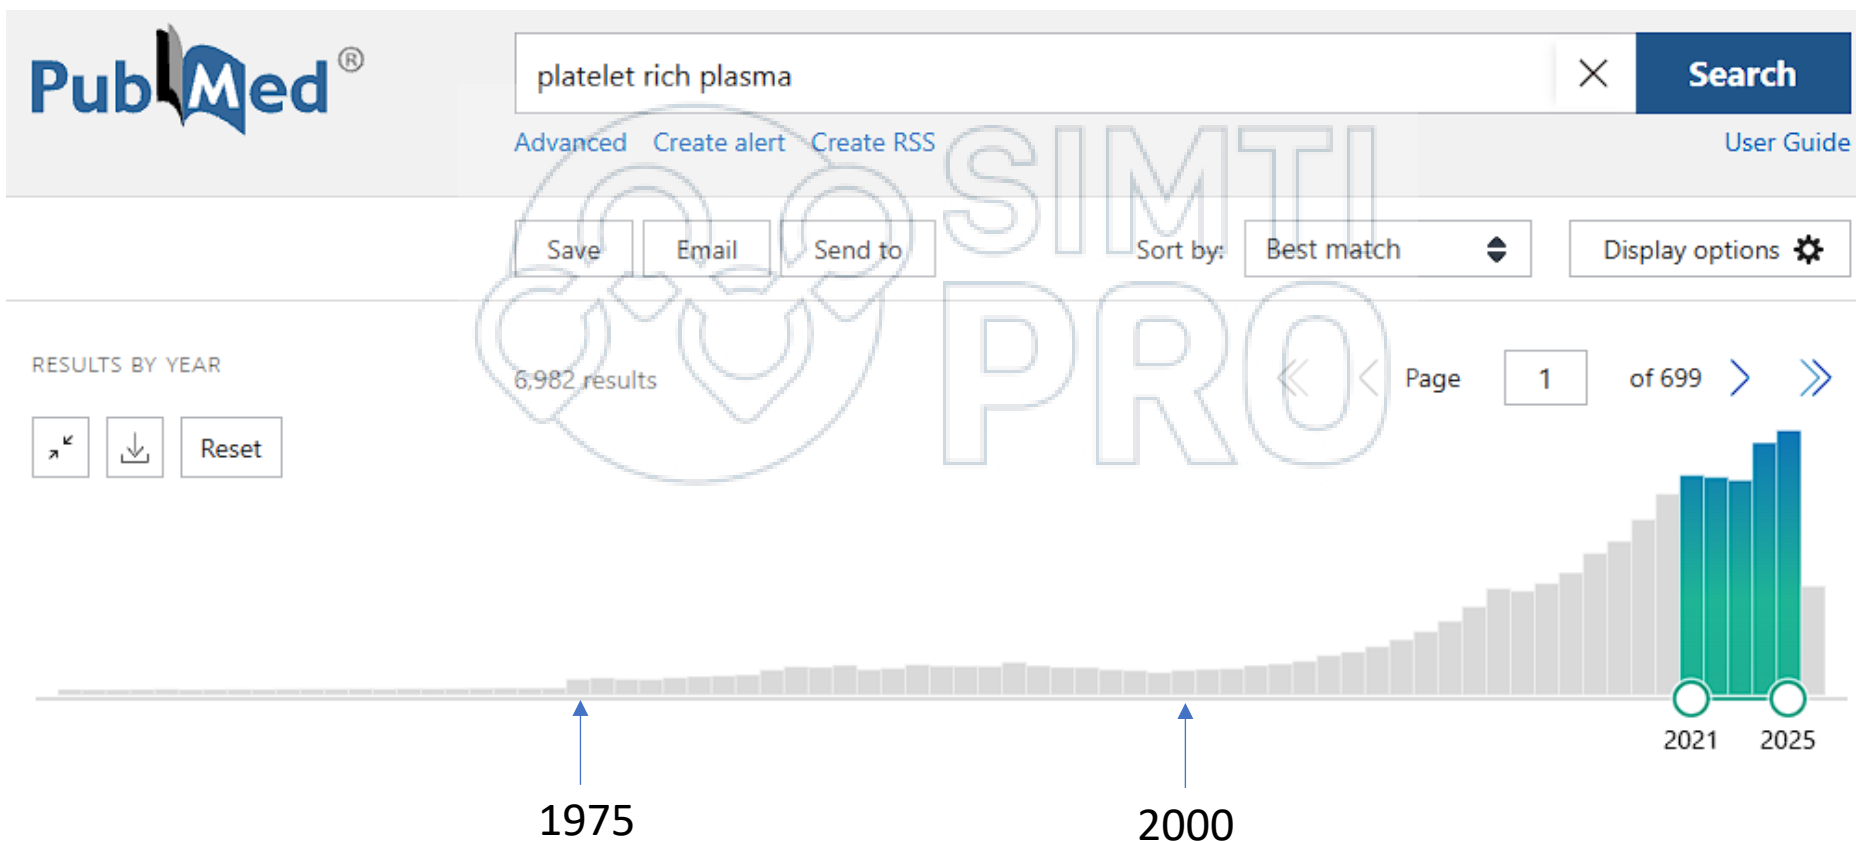 PubMed®
platelet rich plasma
Search
Advanced Create alert Create RSS
User Guide
SIMTI
PRO
Save Email Send to
Sort by: Best match
Display options
RESULTS BY YEAR
6,982 results
Page 1 of 699
Reset
2021 2025
1975
2000